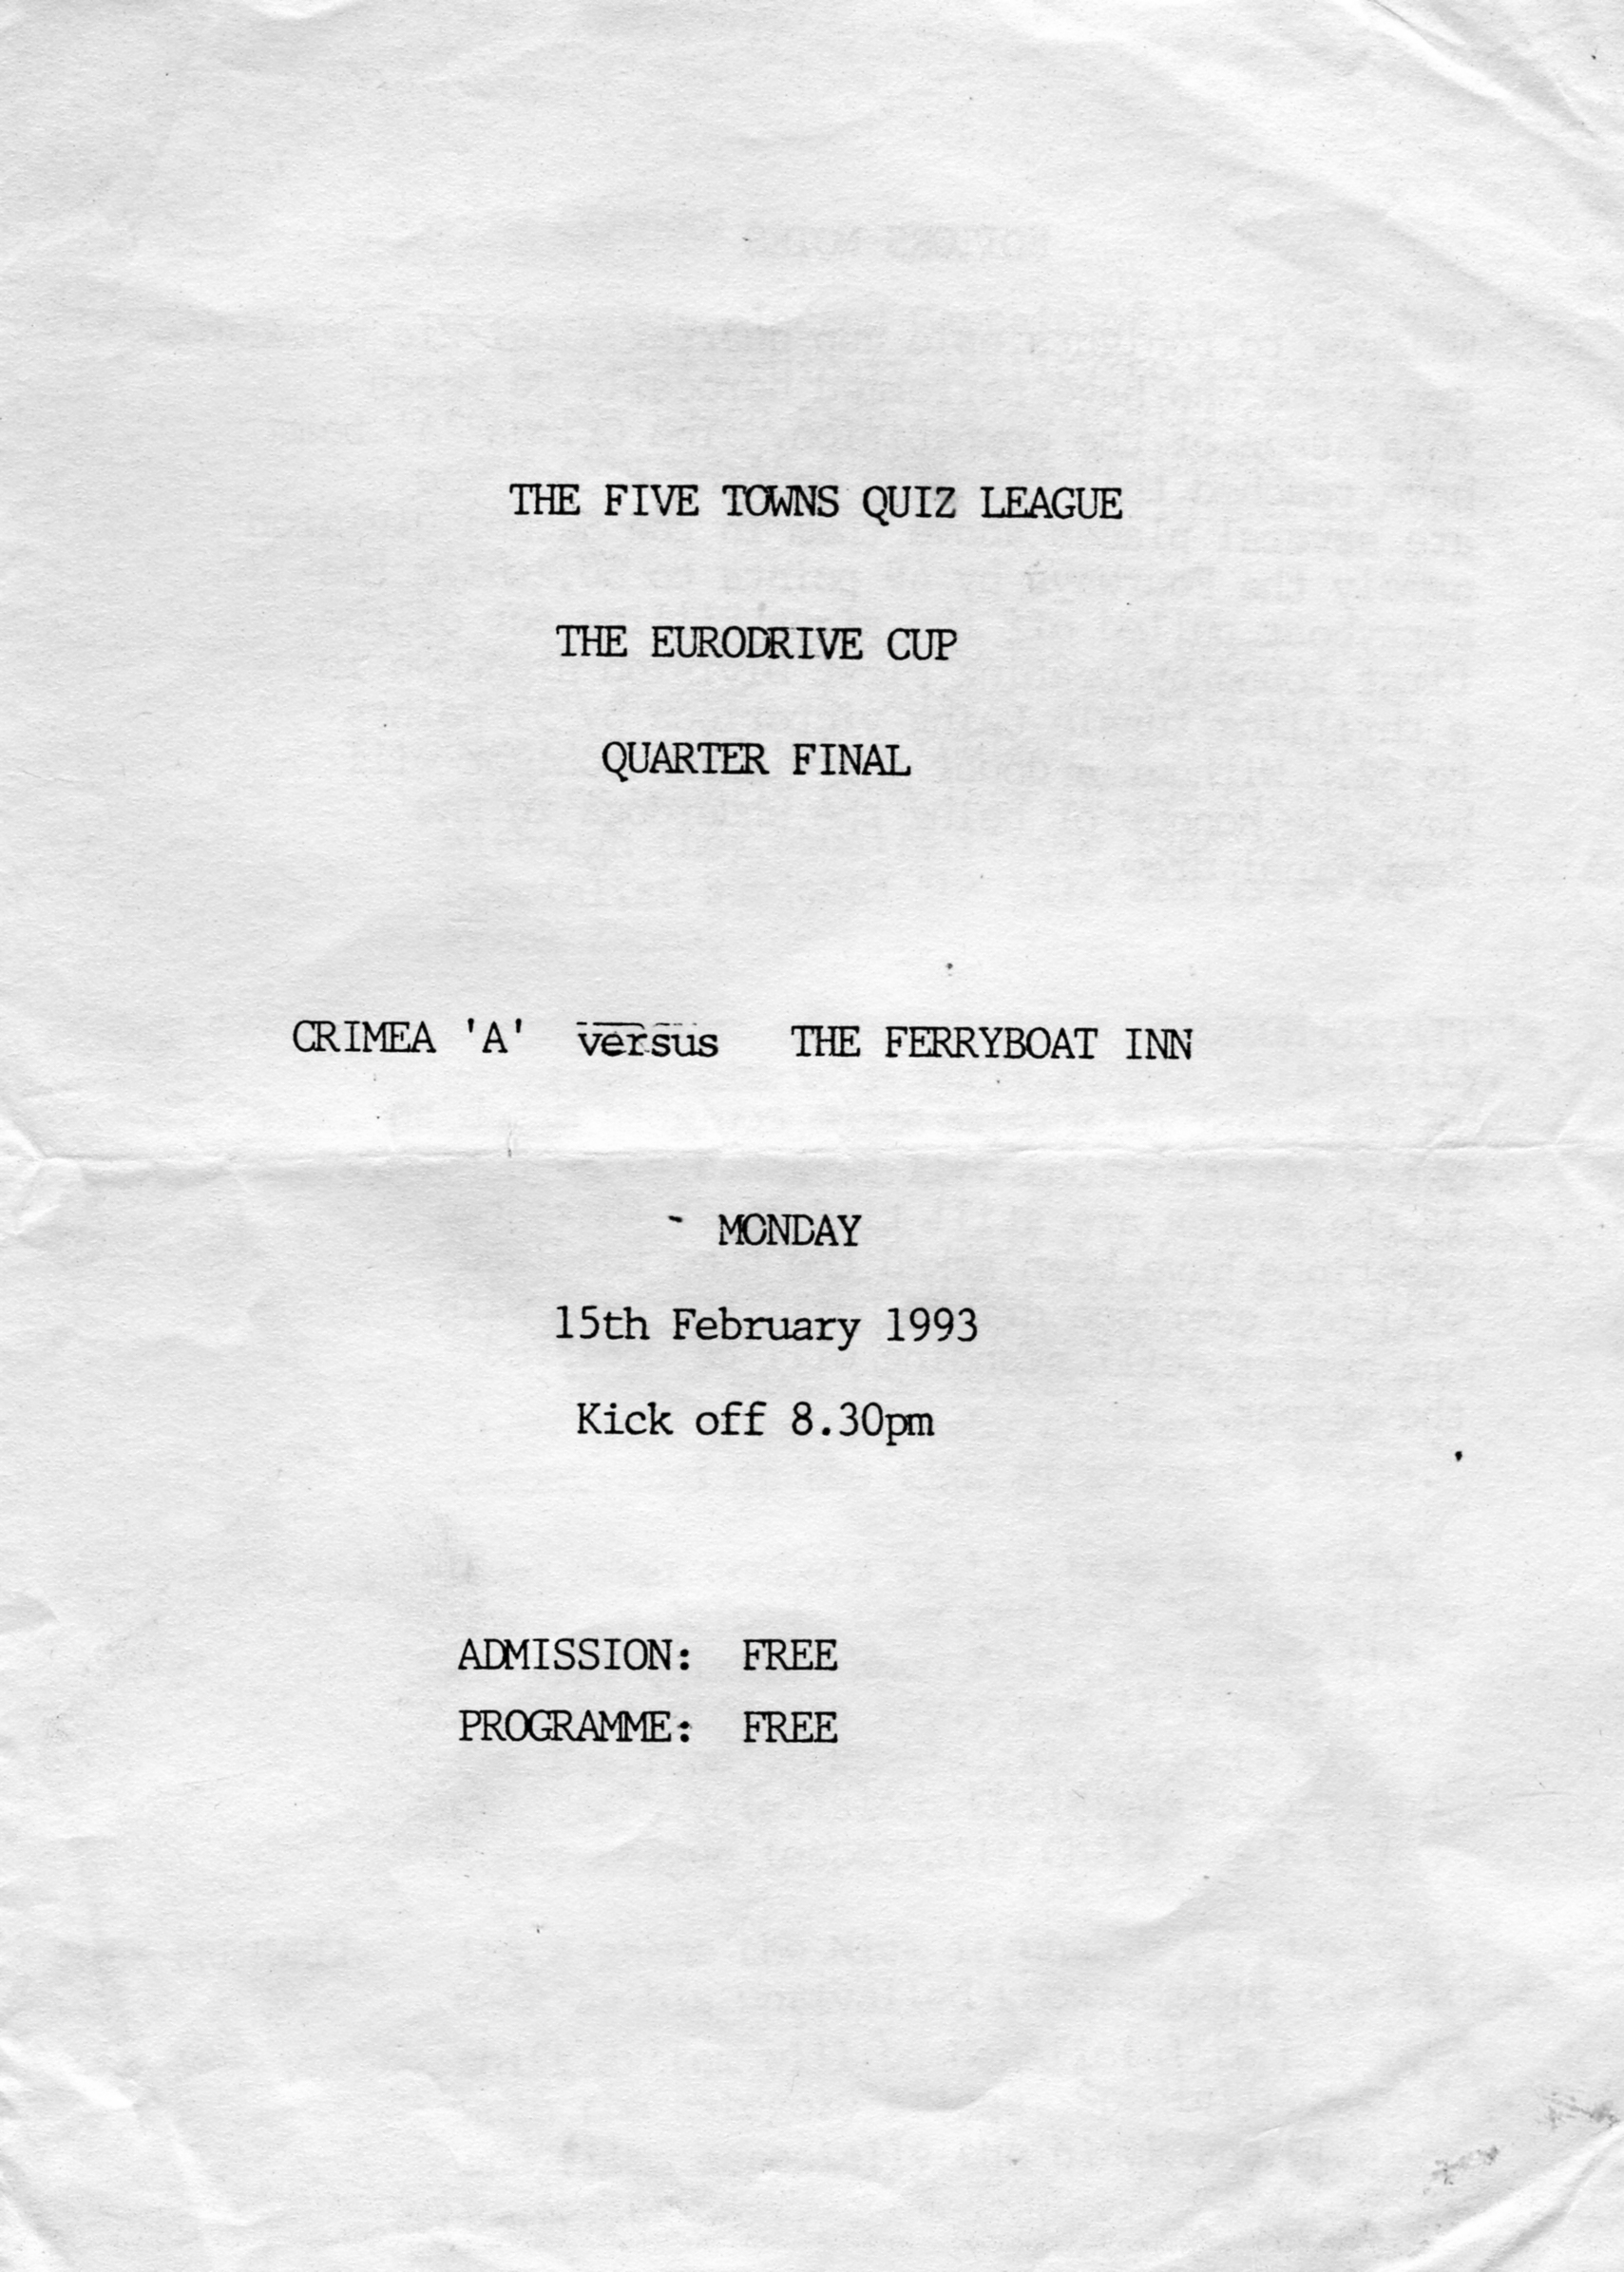 THE FIVE TOWNS QUIZ LEAGUE
THE EURODRIVE CUP
QUARTER FINAL
CRIMEA 'A' versus THE FERRYBOAT INN
MONDAY
15th February 1993
Kick off 8.30pm
ADMISSION: FREE
PROGRAMME: FREE